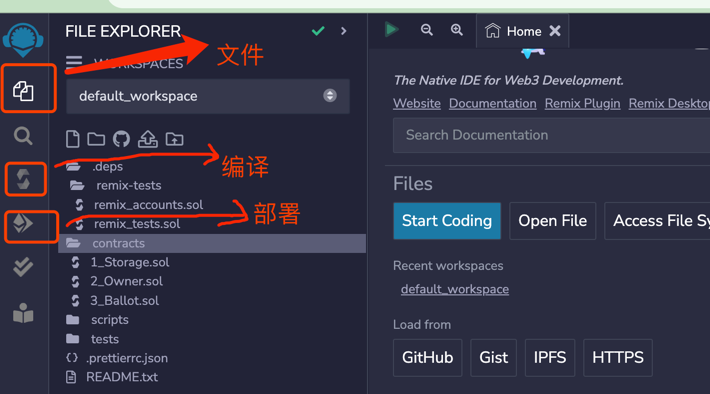 FILE EXPLORER
WORKSPACES
default_workspace
.deps
remix-tests
remix_accounts.sol
remix_tests.sol
contracts
1_Storage.sol
2_Owner.sol
3_Ballot.sol
scripts
tests
.prettierrc.json
README.txt
文件
编译
部署
Home
The Native IDE for Web3 Development.
Website Documentation Remix Plugin Remix Desktop
Search Documentation
Files
Start Coding Open File Access File Sy
Recent workspaces
default_workspace
Load from
GitHub Gist IPFS HTTPS